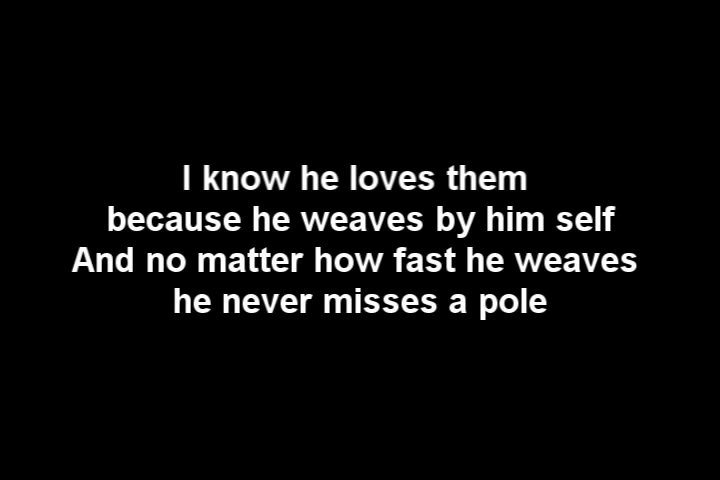 I know he loves them
because he weaves by him self
And no matter how fast he weaves
he never misses a pole